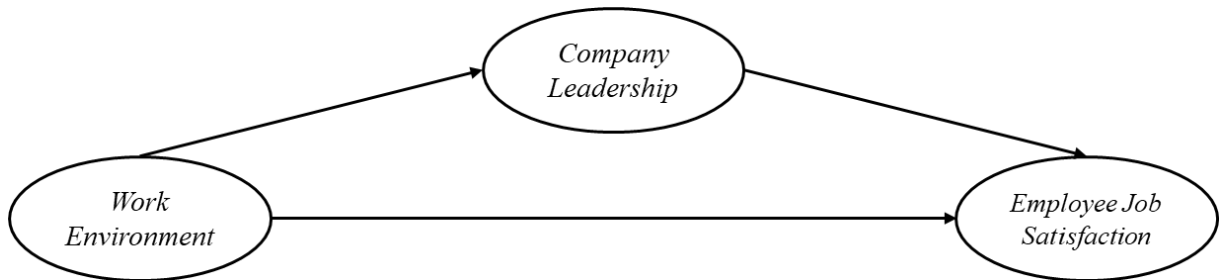 Company
Leadership
Work
Environment
Employee Job
Satisfaction